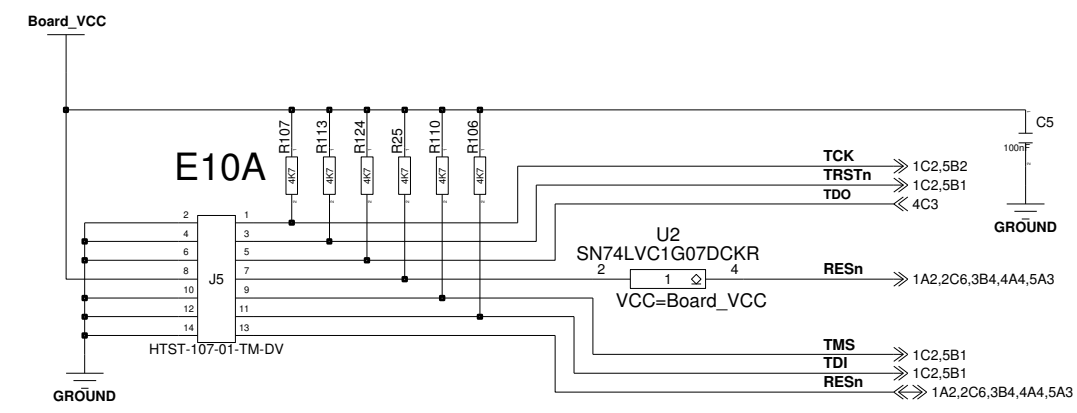 Board_VCC
R107
R113
R124
R25
R110
R106
C5
100nF
E10A
4K7
4K7
4K7
4K7
4K7
4K7
TCK
1C2,5B2
TRSTn
1C2,5B1
TDO
4C3
GROUND
2 1
4 3
6 5
8 J5 7
10 9
12 11
14 13
HTST-107-01-TM-DV
U2
SN74LVC1G07DCKR
2 1 4
VCC=Board_VCC
RESn
1A2,2C6,3B4,4A4,5A3
TMS
1C2,5B1
TDI
1C2,5B1
RESn
1A2,2C6,3B4,4A4,5A3
GROUND